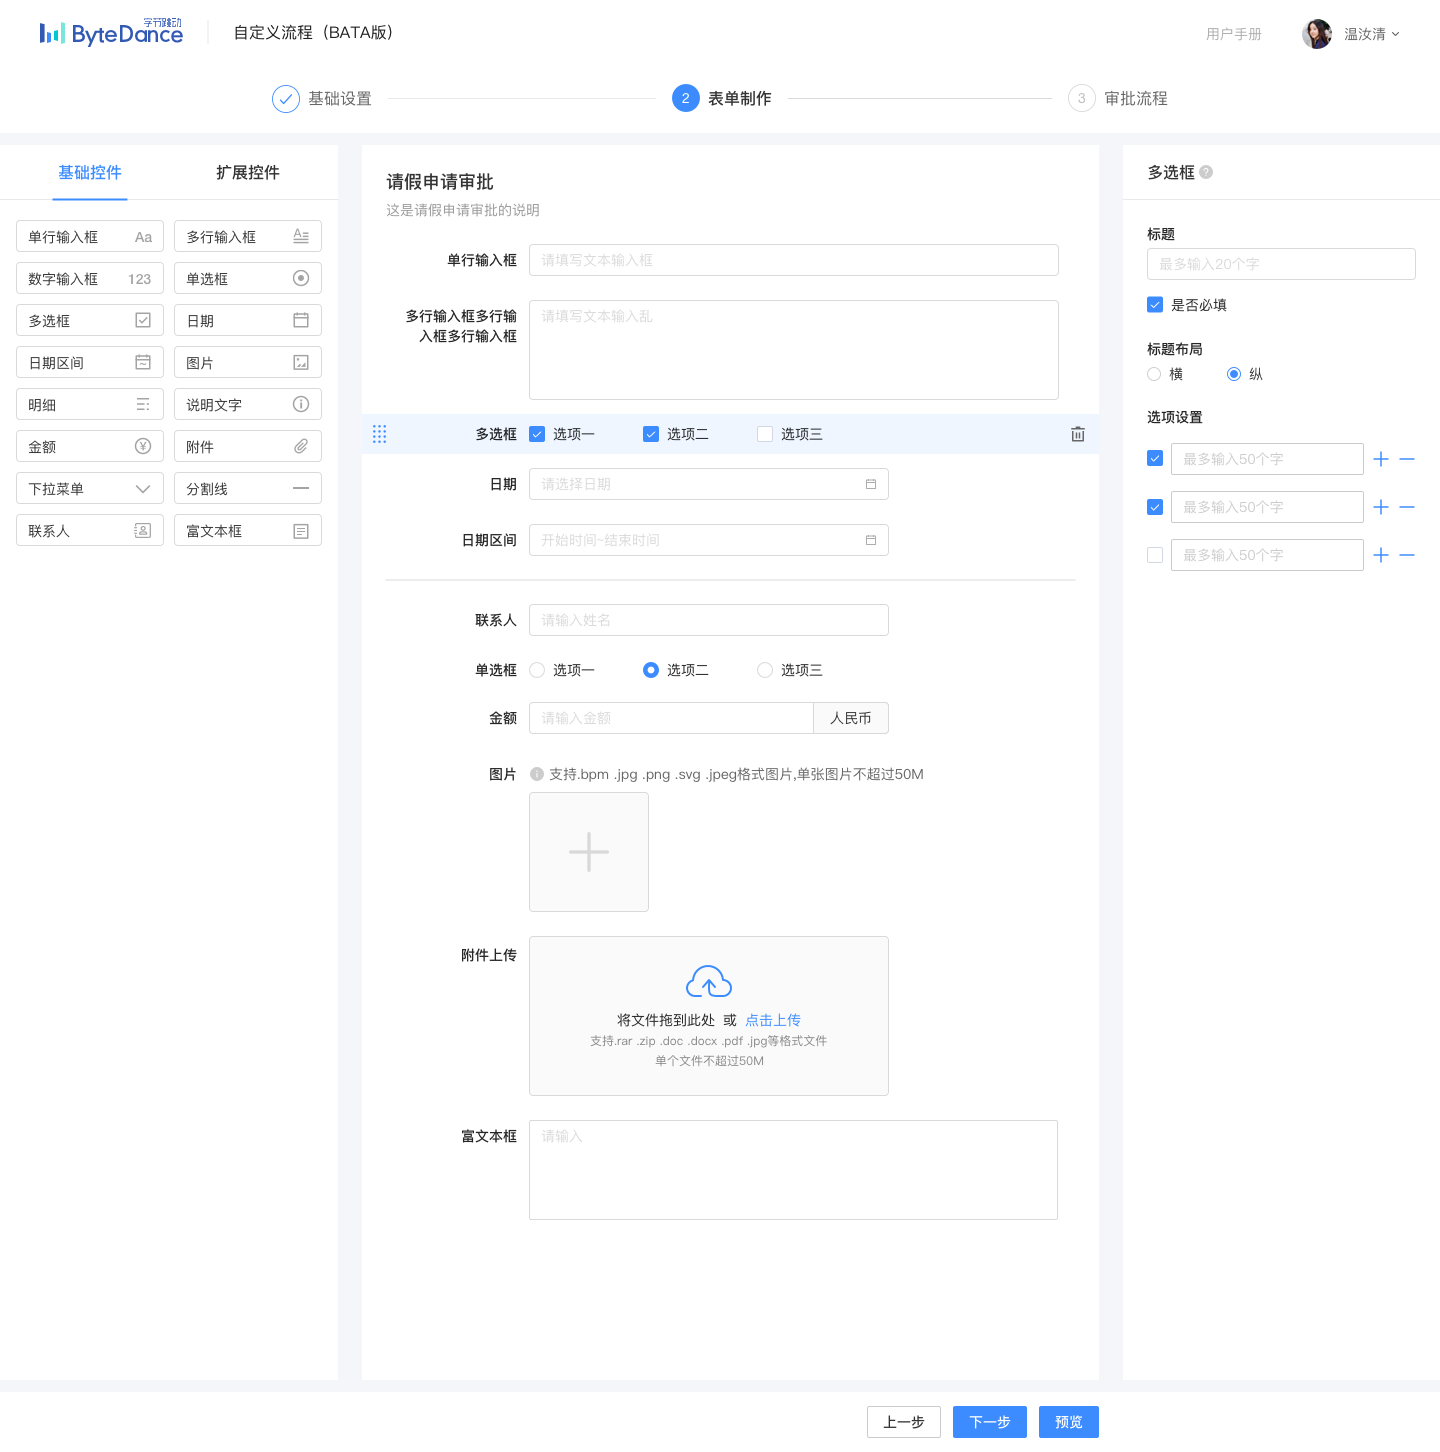 字节跳动
ByteDance
自定义流程（BATA版）
用户手册
温汝清
基础设置
2 表单制作
3 审批流程
基础控件
扩展控件
单行输入框 Aa
多行输入框 A
数字输入框 123
单选框
多选框
日期
日期区间
图片
明细
说明文字
金额
附件
下拉菜单
分割线
联系人
富文本框
请假申请审批
这是请假申请审批的说明
单行输入框 请填写文本输入框
多行输入框多行输
入框多行输入框
请填写文本输入乱
多选框 选项一 选项二 选项三
日期 请选择日期
日期区间 开始时间~结束时间
联系人 请输入姓名
单选框 选项一 选项二 选项三
金额 请输入金额 人民币
图片 支持.bpm .jpg .png .svg .jpeg格式图片,单张图片不超过50M
附件上传
将文件拖到此处 或 点击上传
支持.rar .zip .doc .docx .pdf .jpg等格式文件
单个文件不超过50M
富文本框 请输入
多选框 ?
标题
最多输入20个字
是否必填
标题布局
横 纵
选项设置
最多输入50个字
最多输入50个字
最多输入50个字
上一步 下一步 预览